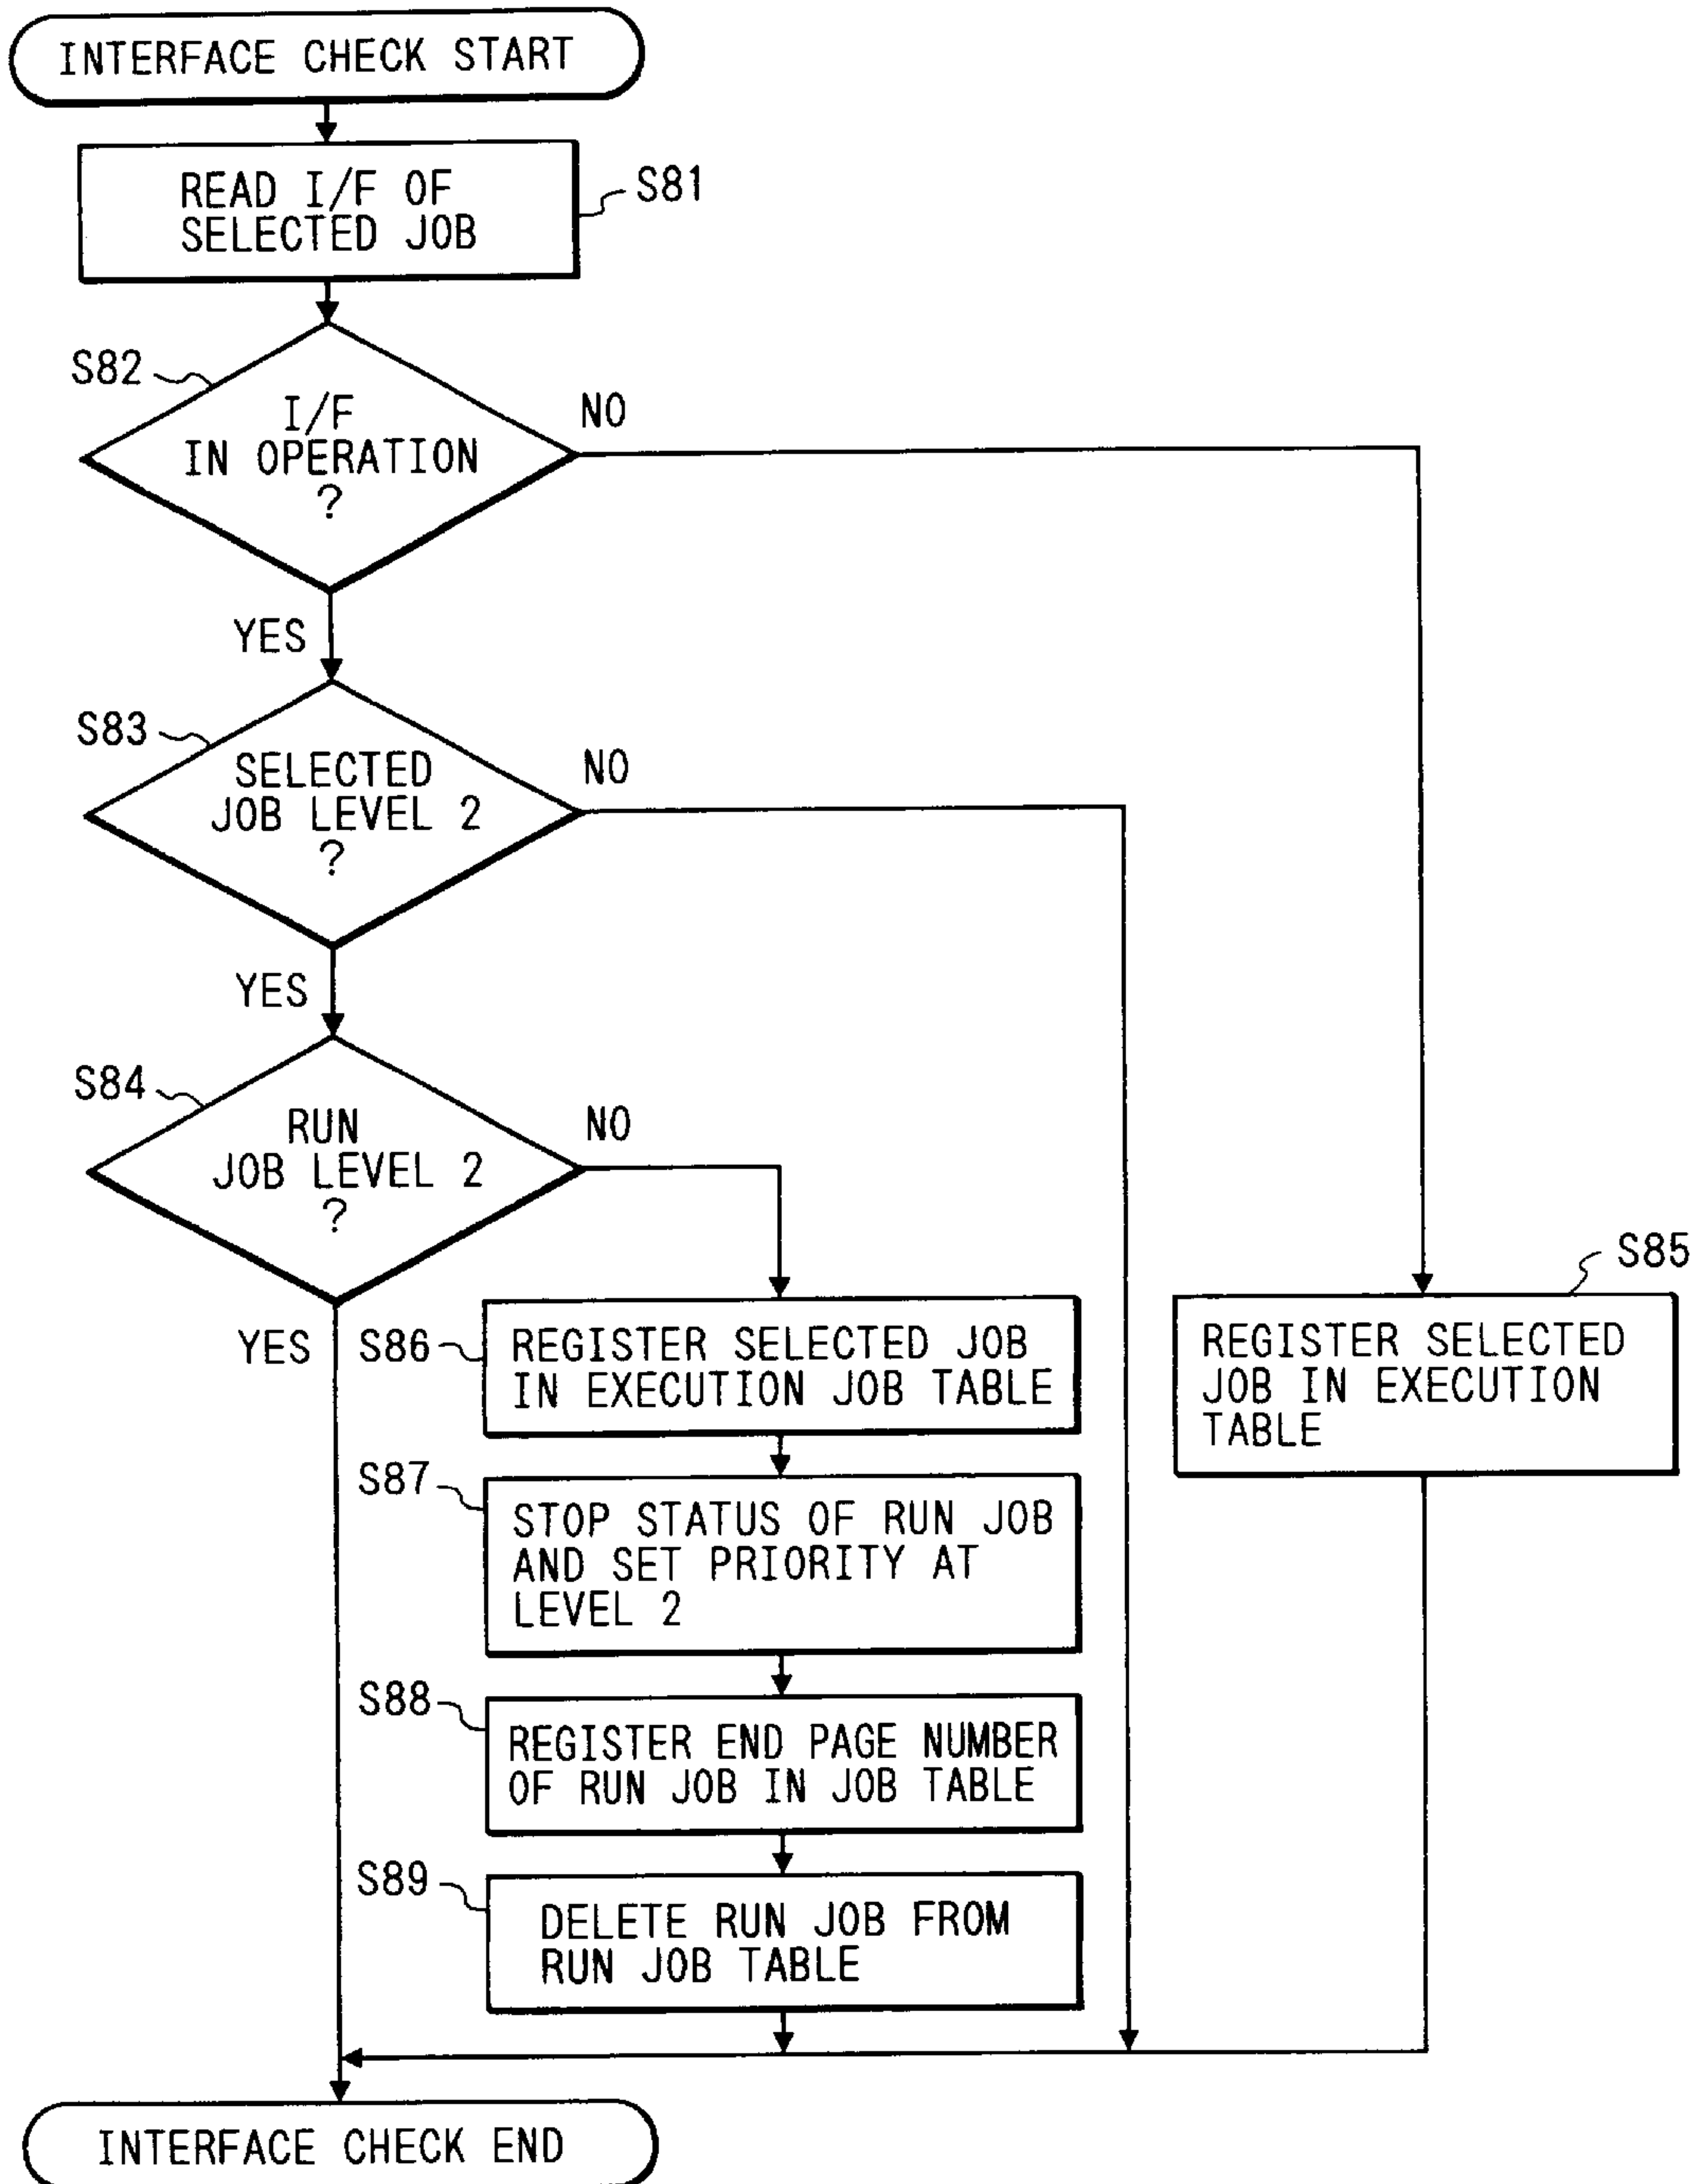 INTERFACE CHECK START
READ I/F OF
SELECTED JOB
S81
S82
I/F
IN OPERATION
?
NO
YES
S83
SELECTED
JOB LEVEL 2
?
NO
YES
S84
RUN
JOB LEVEL 2
?
NO
YES
S85
REGISTER SELECTED
JOB IN EXECUTION
TABLE
S86
REGISTER SELECTED JOB
IN EXECUTION JOB TABLE
S87
STOP STATUS OF RUN JOB
AND SET PRIORITY AT
LEVEL 2
S88
REGISTER END PAGE NUMBER
OF RUN JOB IN JOB TABLE
S89
DELETE RUN JOB FROM
RUN JOB TABLE
INTERFACE CHECK END